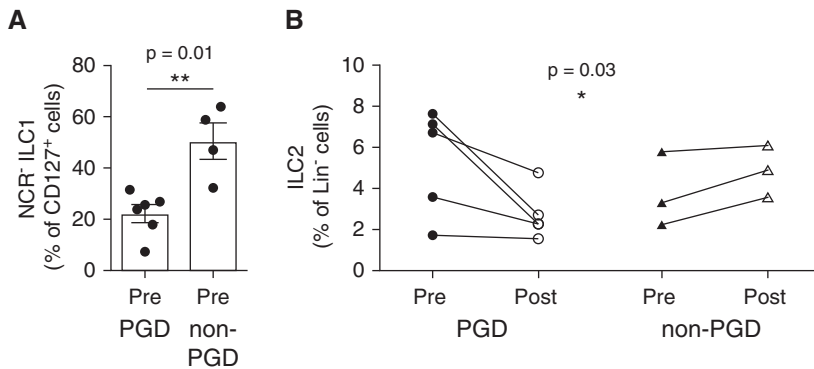 A
p = 0.01
**
NCR⁻ ILC1
(% of CD127⁺ cells)
80
60
40
20
0
Pre
Pre
PGD
non-
PGD
B
p = 0.03
*
ILC2
(% of Lin⁻ cells)
10
8
6
4
2
0
Pre
Post
Pre
Post
PGD
non-PGD